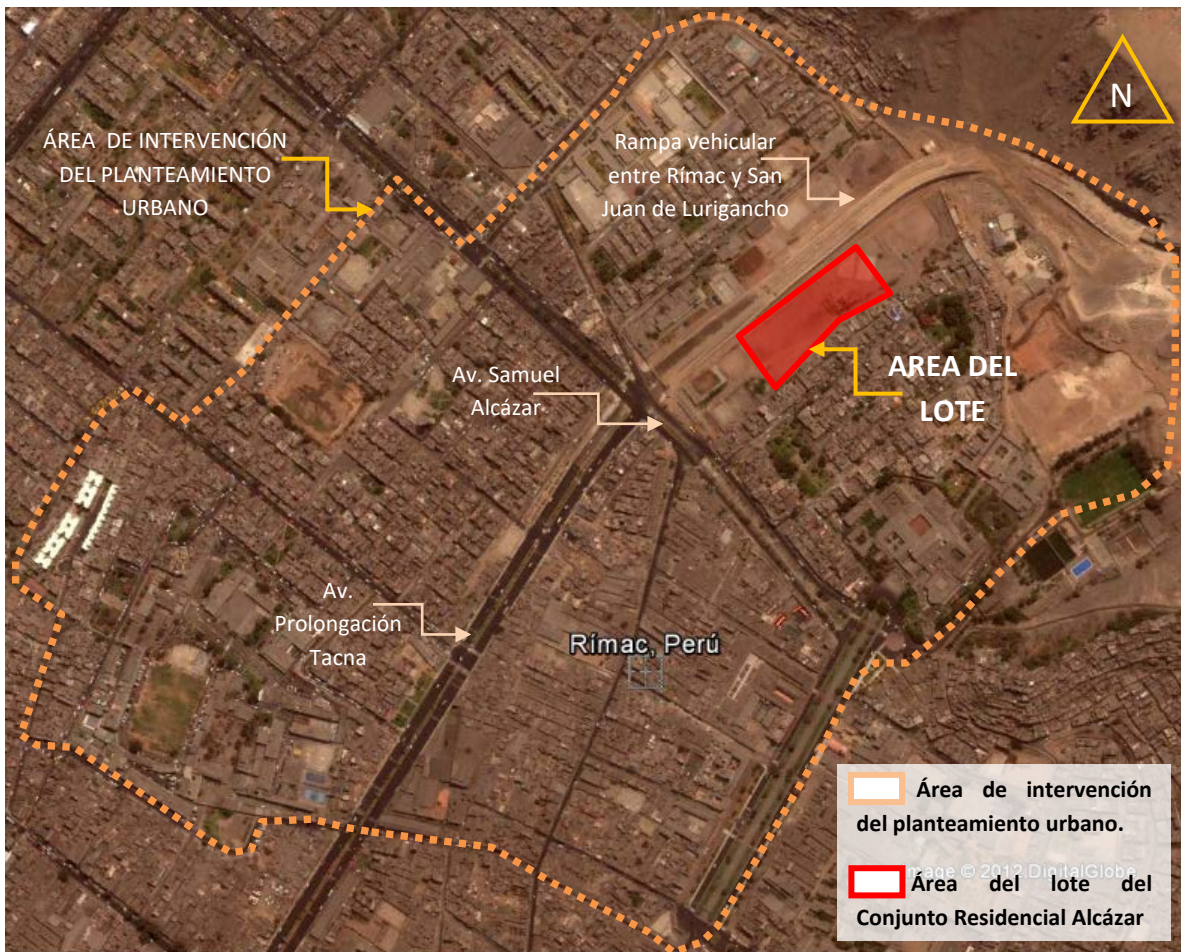 N
ÁREA DE INTERVENCIÓN
DEL PLANTEAMIENTO
URBANO
Rampa vehicular
entre Rímac y San
Juan de Lurigancho
Av. Samuel
Alcázar
AREA DEL
LOTE
Av.
Prolongación
Tacna
Rímac, Perú
Área de intervención
del planteamiento urbano.
Image © 2012 DigitalGlobe
Área del lote del
Conjunto Residencial Alcázar